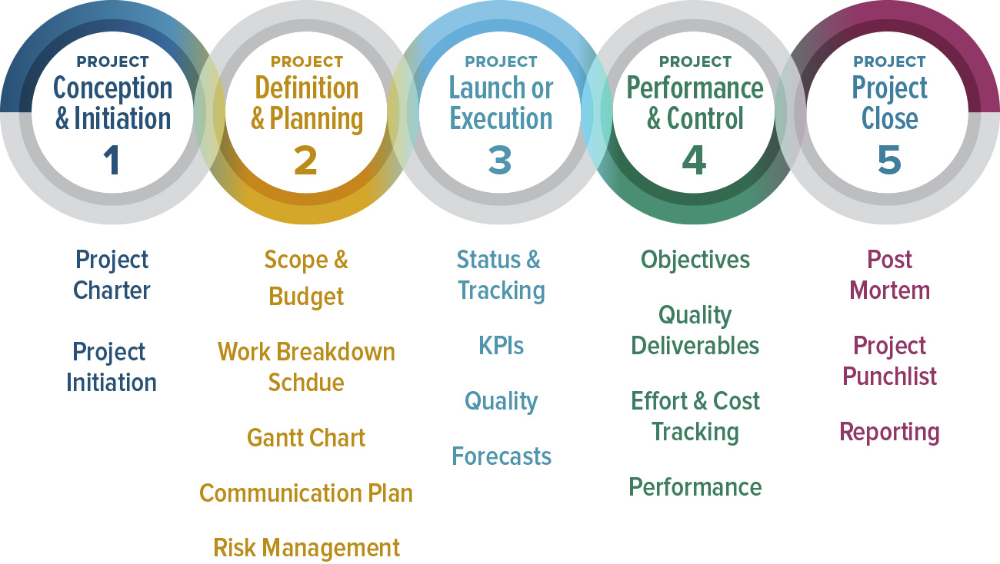 PROJECT
Conception
& Initiation
1
PROJECT
Definition
& Planning
2
PROJECT
Launch or
Execution
3
PROJECT
Performance
& Control
4
PROJECT
Project
Close
5
Project
Charter
Project
Initiation
Scope &
Budget
Work Breakdown
Schdue
Gantt Chart
Communication Plan
Risk Management
Status &
Tracking
KPIs
Quality
Forecasts
Objectives
Quality
Deliverables
Effort & Cost
Tracking
Performance
Post
Mortem
Project
Punchlist
Reporting